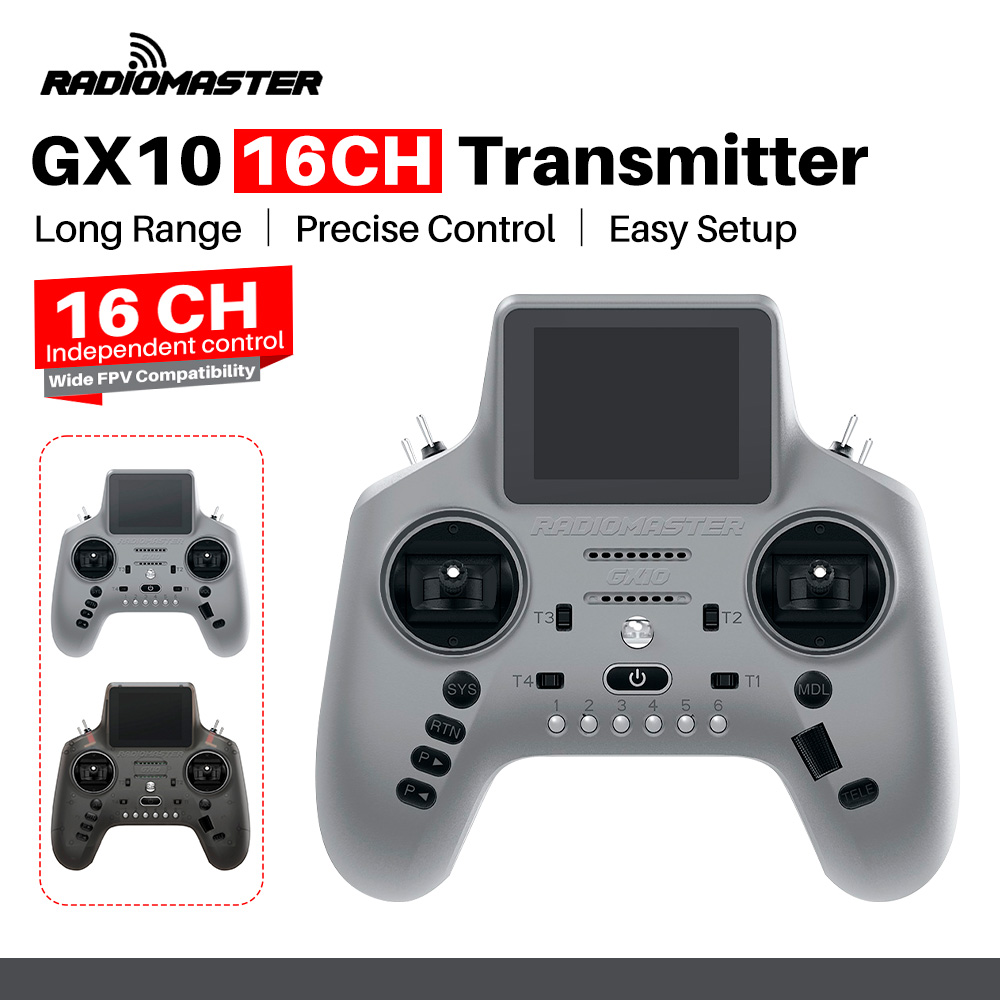 RADIOMASTER
GX10 16CH Transmitter
Long Range | Precise Control | Easy Setup
16 CH
Independent control
Wide FPV Compatibility
RADIOMASTER
GX10
T3 T2
T4 T1
SYS MDL
1 2 3 4 5 6
RTN
P ▶
P ◀
TELE